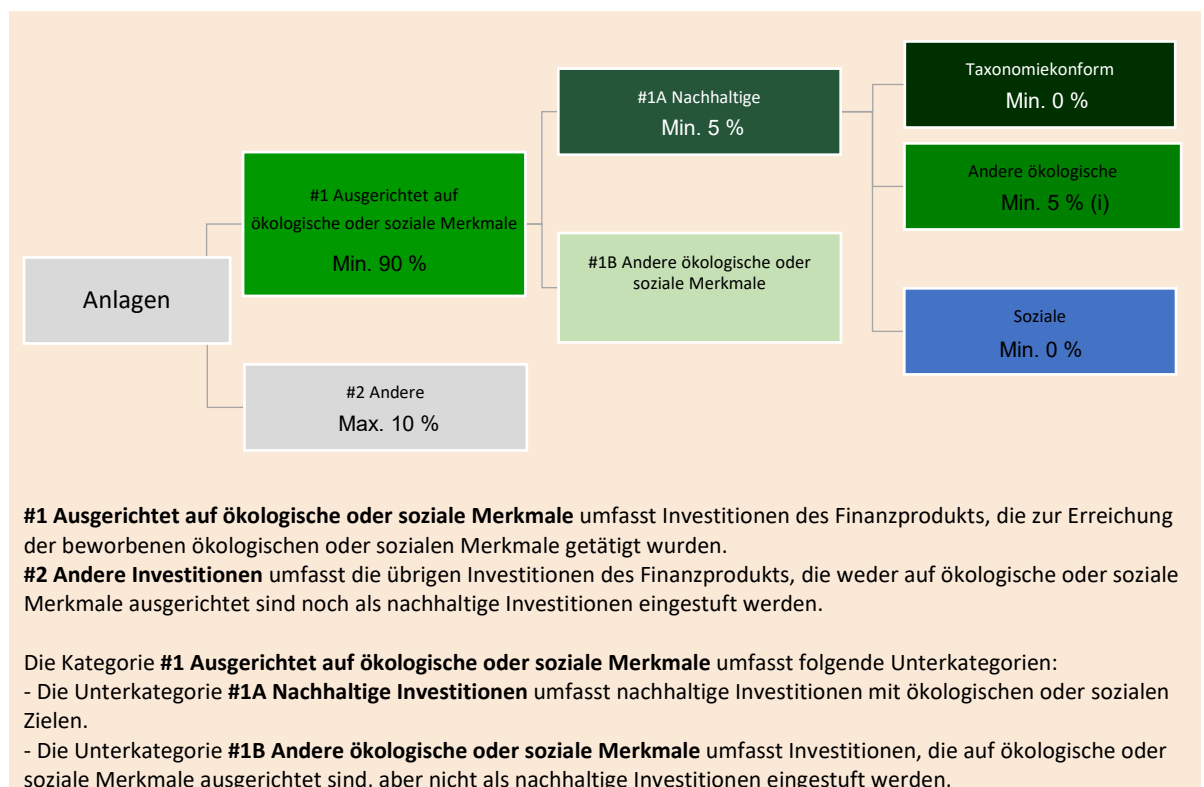 Anlagen
#1 Ausgerichtet auf
ökologische oder soziale Merkmale
Min. 90 %
#2 Andere
Max. 10 %
#1A Nachhaltige
Min. 5 %
#1B Andere ökologische oder
soziale Merkmale
Taxonomiekonform
Min. 0 %
Andere ökologische
Min. 5 % (i)
Soziale
Min. 0 %
#1 Ausgerichtet auf ökologische oder soziale Merkmale umfasst Investitionen des Finanzprodukts, die zur Erreichung
der beworbenen ökologischen oder sozialen Merkmale getätigt wurden.
#2 Andere Investitionen umfasst die übrigen Investitionen des Finanzprodukts, die weder auf ökologische oder soziale
Merkmale ausgerichtet sind noch als nachhaltige Investitionen eingestuft werden.
Die Kategorie #1 Ausgerichtet auf ökologische oder soziale Merkmale umfasst folgende Unterkategorien:
- Die Unterkategorie #1A Nachhaltige Investitionen umfasst nachhaltige Investitionen mit ökologischen oder sozialen
Zielen.
- Die Unterkategorie #1B Andere ökologische oder soziale Merkmale umfasst Investitionen, die auf ökologische oder
soziale Merkmale ausgerichtet sind, aber nicht als nachhaltige Investitionen eingestuft werden.